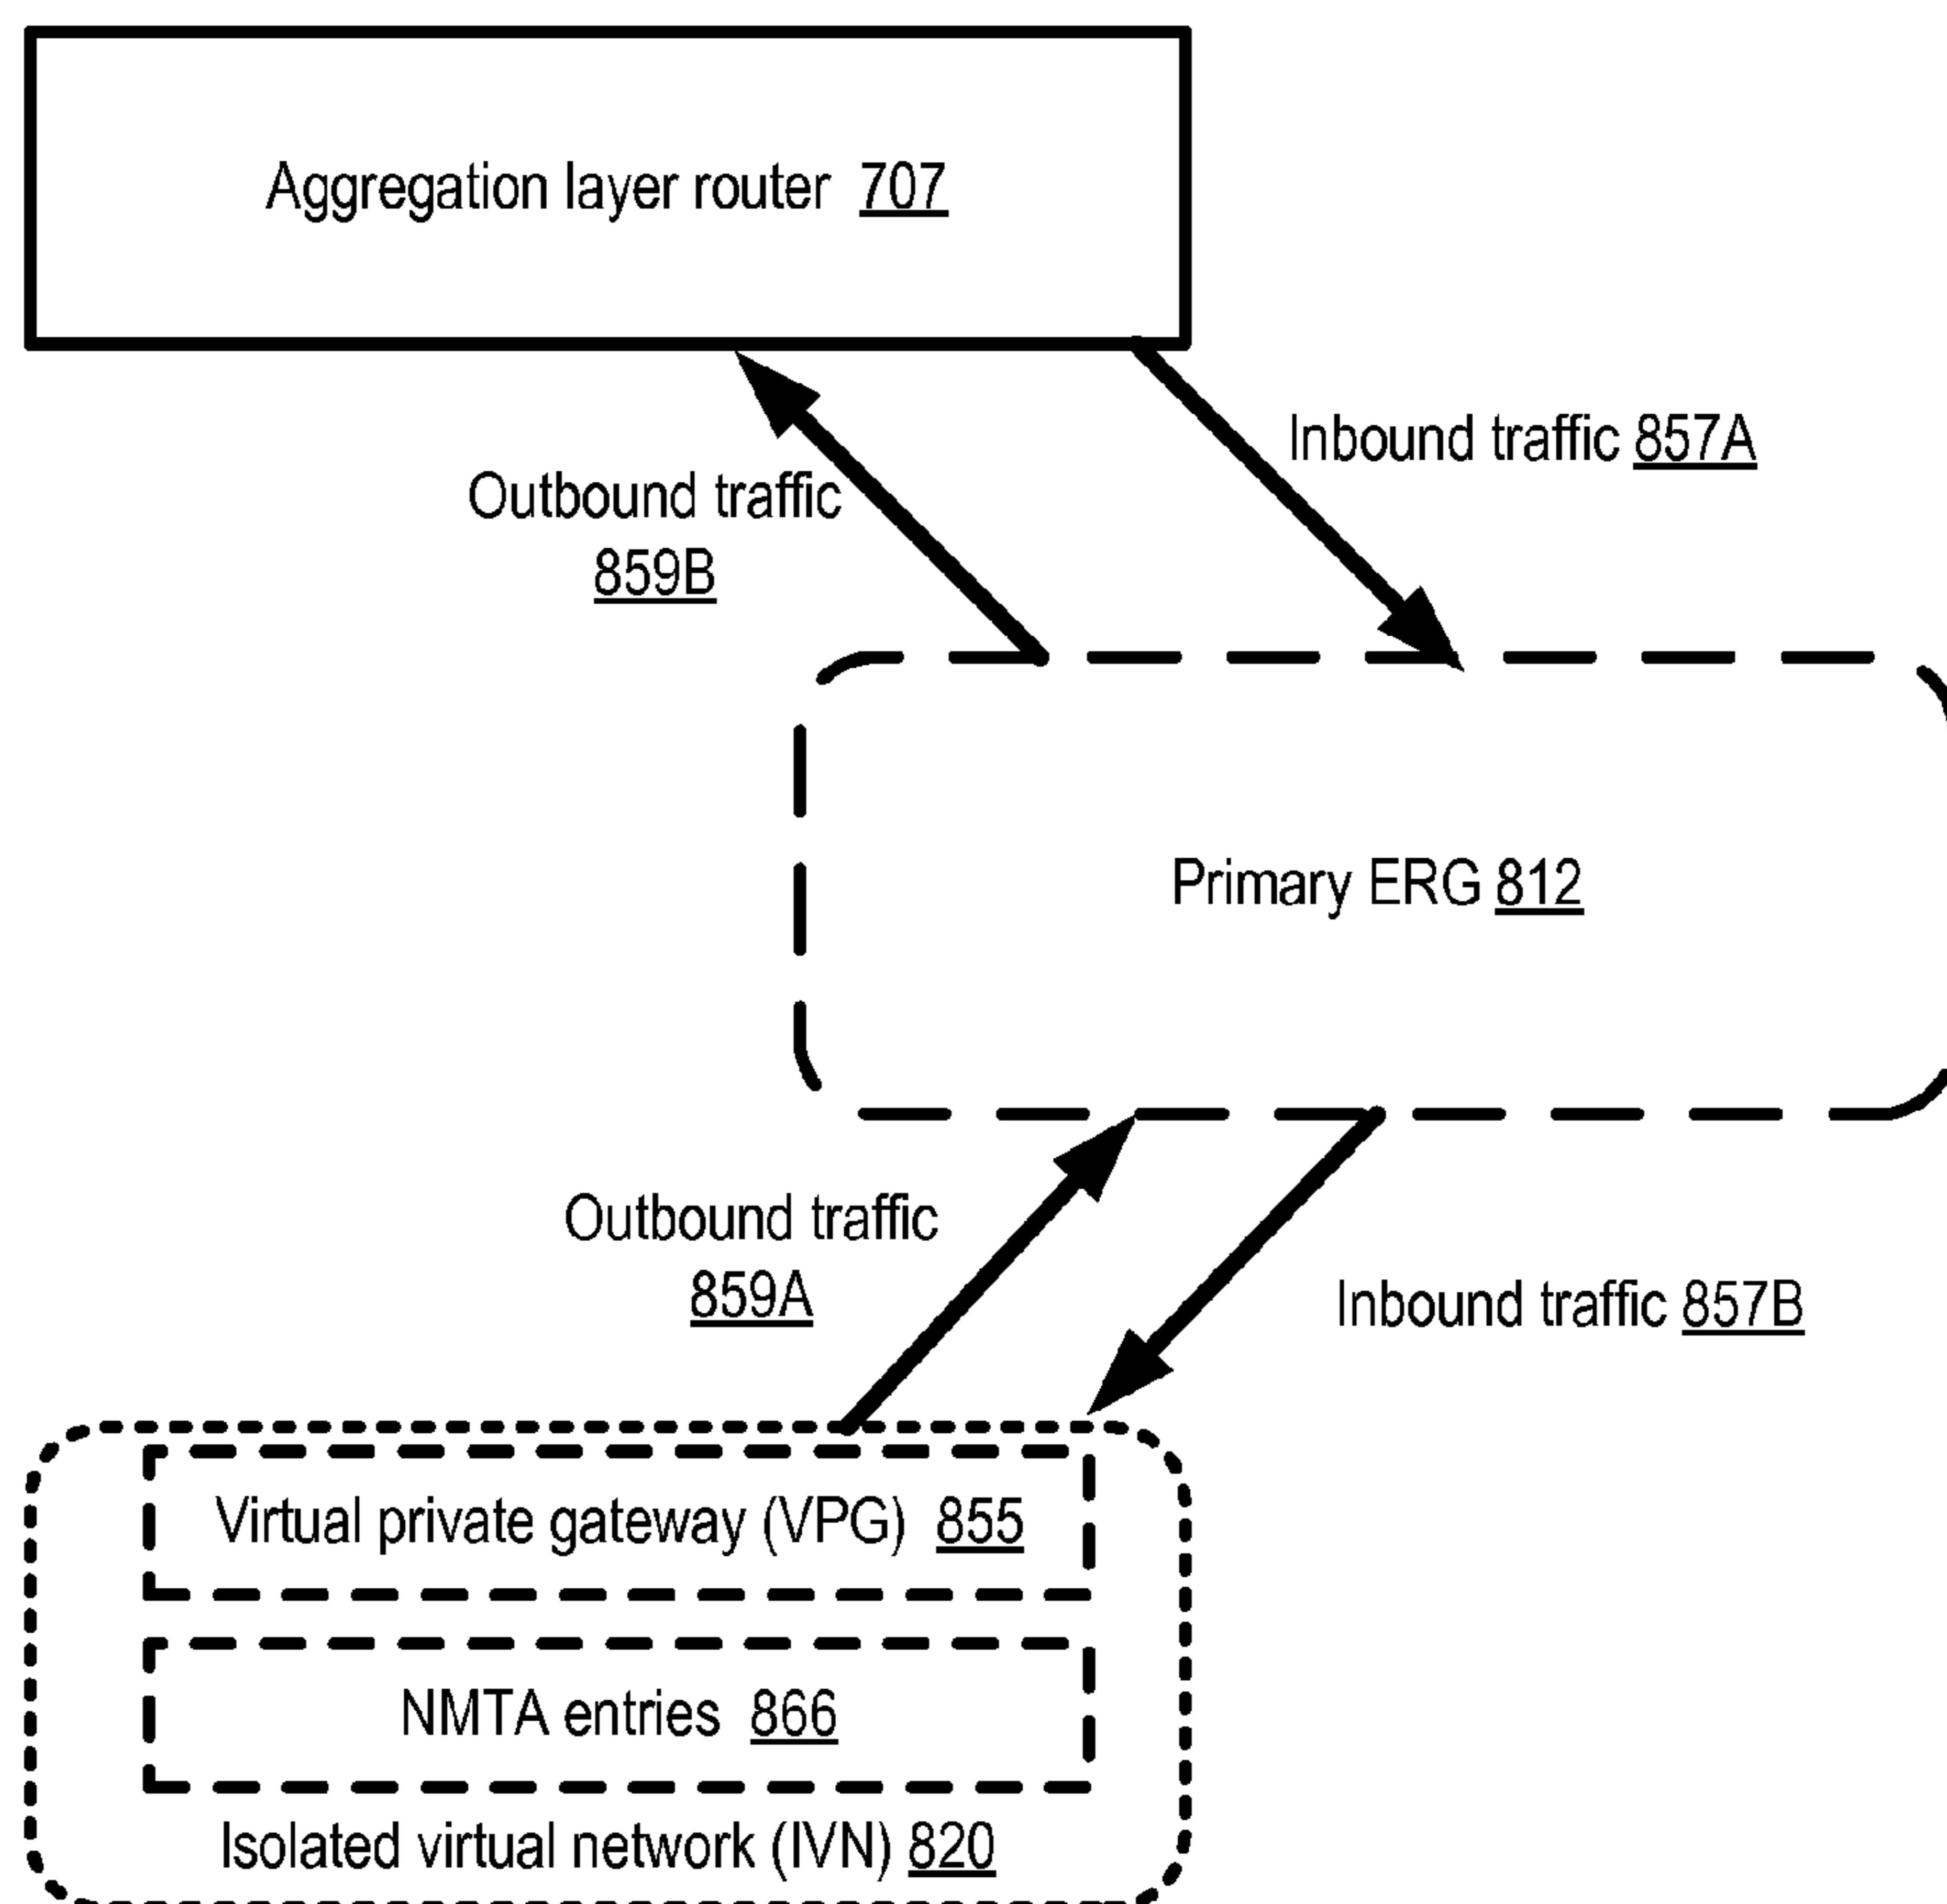 Aggregation layer router 707
Inbound traffic 857A
Outbound traffic
859B
Primary ERG 812
Outbound traffic
859A
Inbound traffic 857B
Virtual private gateway (VPG) 855
NMTA entries 866
Isolated virtual network (IVN) 820